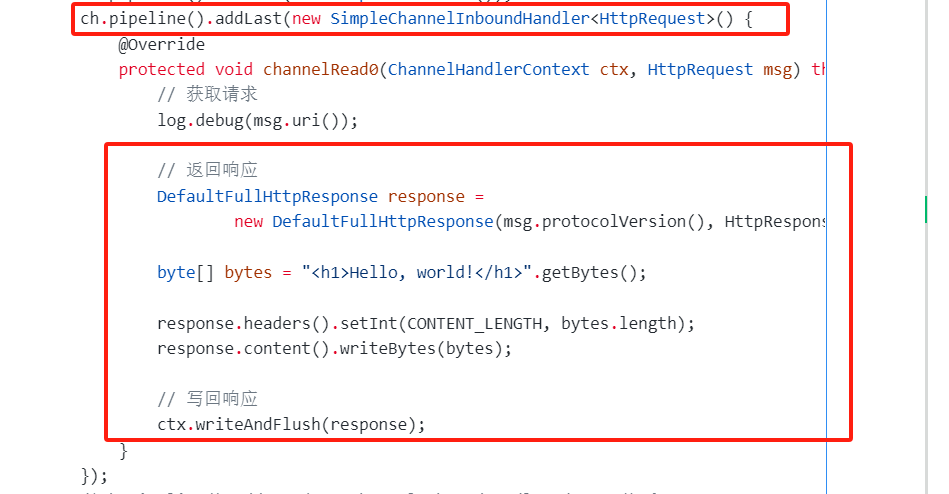 ch.pipeline().addLast(new SimpleChannelInboundHandler<HttpRequest>() {
@Override
protected void channelRead0(ChannelHandlerContext ctx, HttpRequest msg) th
// 获取请求
log.debug(msg.uri());
// 返回响应
DefaultFullHttpResponse response =
new DefaultFullHttpResponse(msg.protocolVersion(), HttpRespons
byte[] bytes = "<h1>Hello, world!</h1>".getBytes();
response.headers().setInt(CONTENT_LENGTH, bytes.length);
response.content().writeBytes(bytes);
// 写回响应
ctx.writeAndFlush(response);
}
});